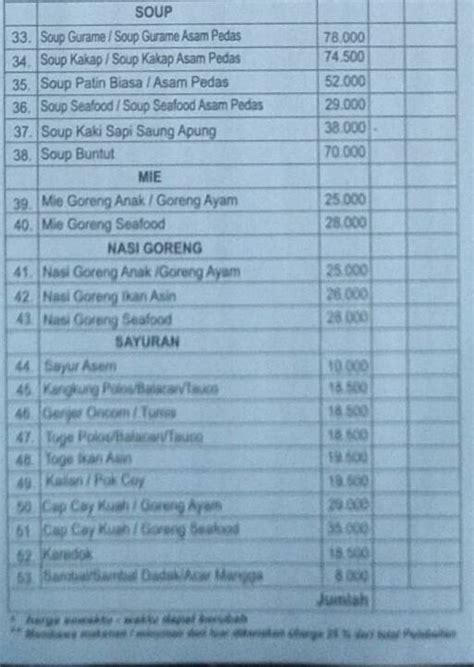 SOUP
33. Soup Gurame / Soup Gurame Asam Pedas 78.000
34. Soup Kakap / Soup Kakap Asam Pedas 74.500
35. Soup Patin Biasa / Asam Pedas 52.000
36. Soup Seafood / Soup Seafood Asam Pedas 29.000
37. Soup Kaki Sapi Saung Apung 38.000 -
38. Soup Buntut 70.000
MIE
39. Mie Goreng Anak / Goreng Ayam 25.000
40. Mie Goreng Seafood 28.000
NASI GORENG
41. Nasi Goreng Anak /Goreng Ayam 25.000
42. Nasi Goreng Ikan Asin 26.000
43. Nasi Goreng Seafood 28.000
SAYURAN
44. Sayur Asem 10.000
45. Kangkung Polos/Balacan/Tauco 18.500
46. Genjer Oncom / Tumis 18.500
47. Toge Polos/Balacan/Tauco 18.500
48. Toge Ikan Asin 19.500
49. Kailan / Pok Coy 19.500
50. Cap Cay Kuah / Goreng Ayam 29.000
51. Cap Cay Kuah / Goreng Seafood 35.000
52. Karedok 18.500
53. Sambal/Sambal Dadak/Acar Mangga 8.000
Jumlah
* harga sewaktu - waktu dapat berubah
** Membawa makanan / minuman dari luar dikenakan charge 25 % dari total